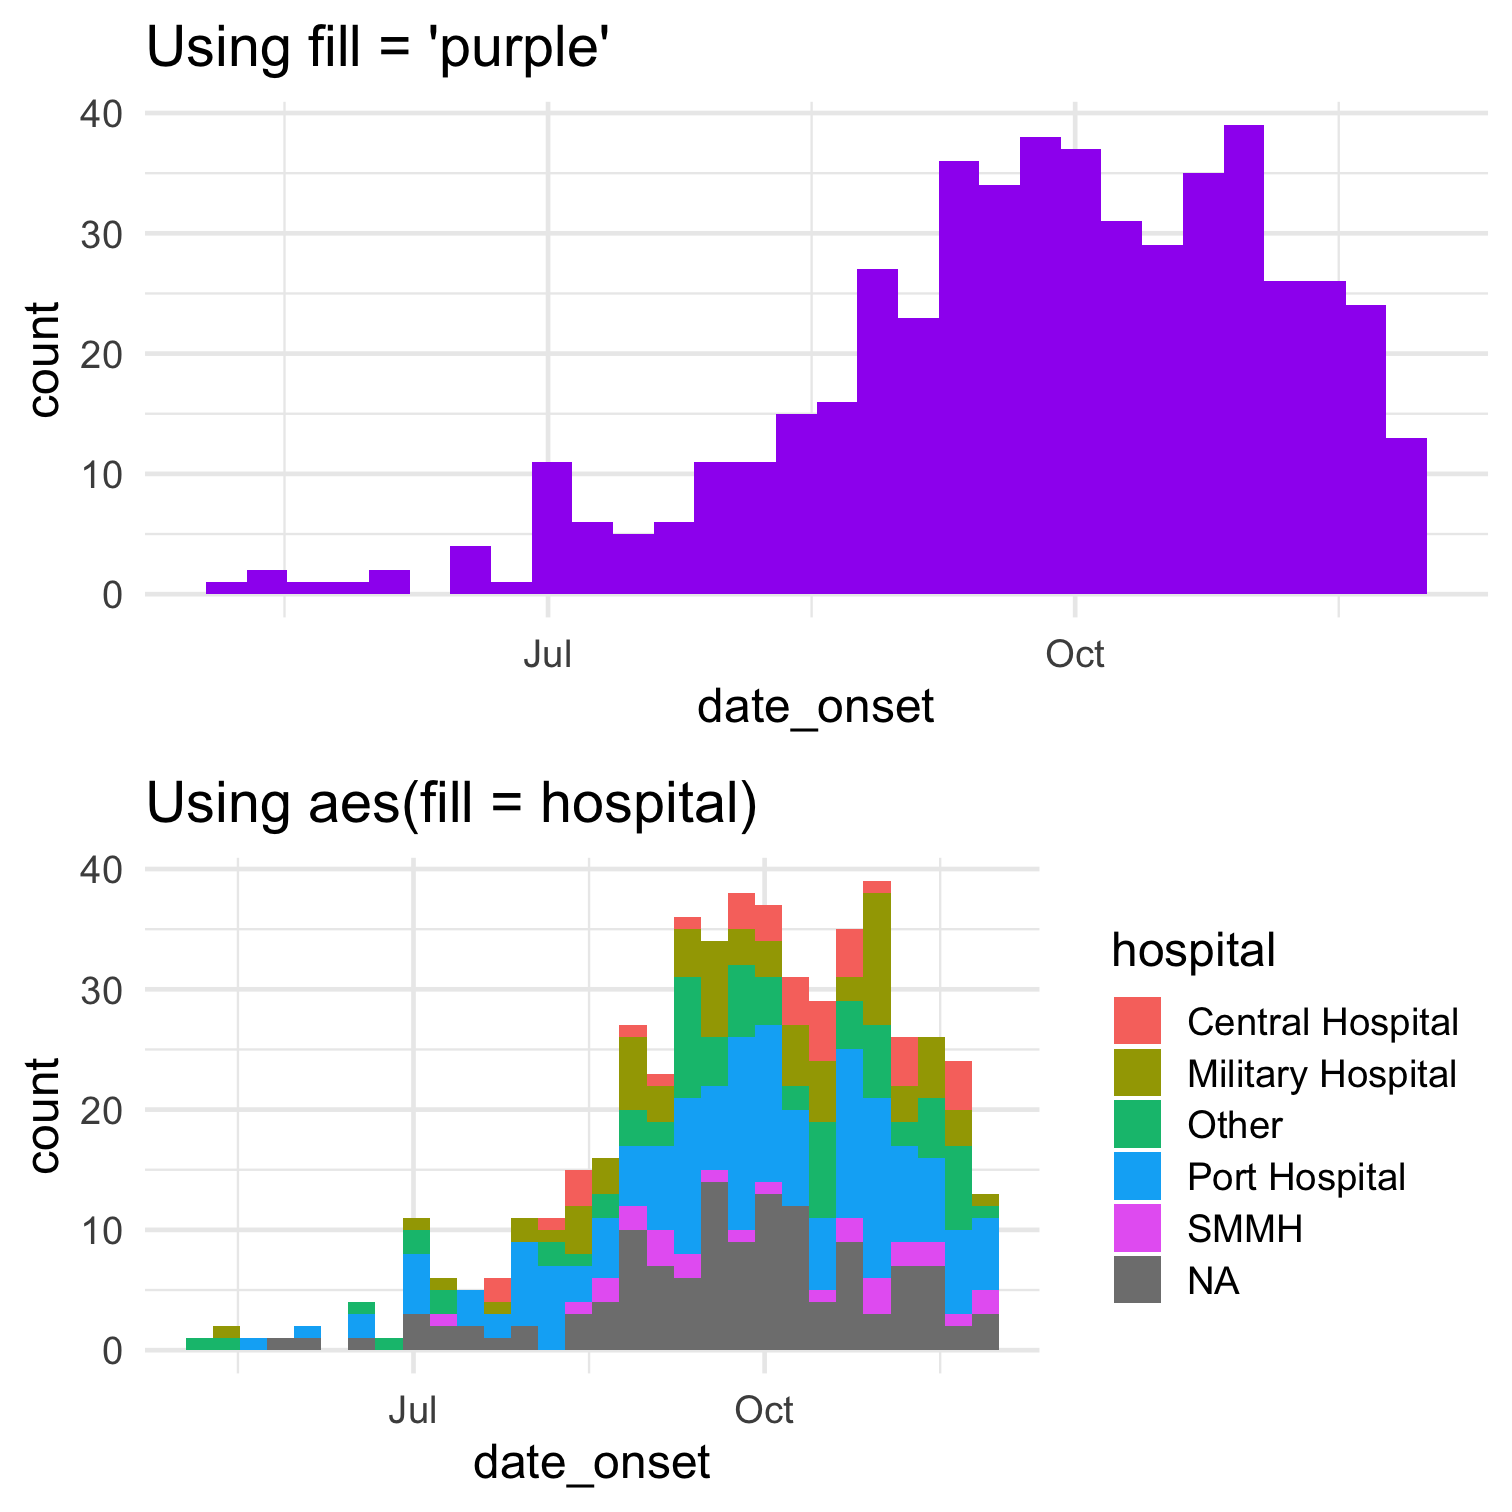 Using fill = 'purple'
40
30
20
10
0
count
Jul
Oct
date_onset
Using aes(fill = hospital)
40
30
20
10
0
count
Jul
Oct
date_onset
hospital
Central Hospital
Military Hospital
Other
Port Hospital
SMMH
NA